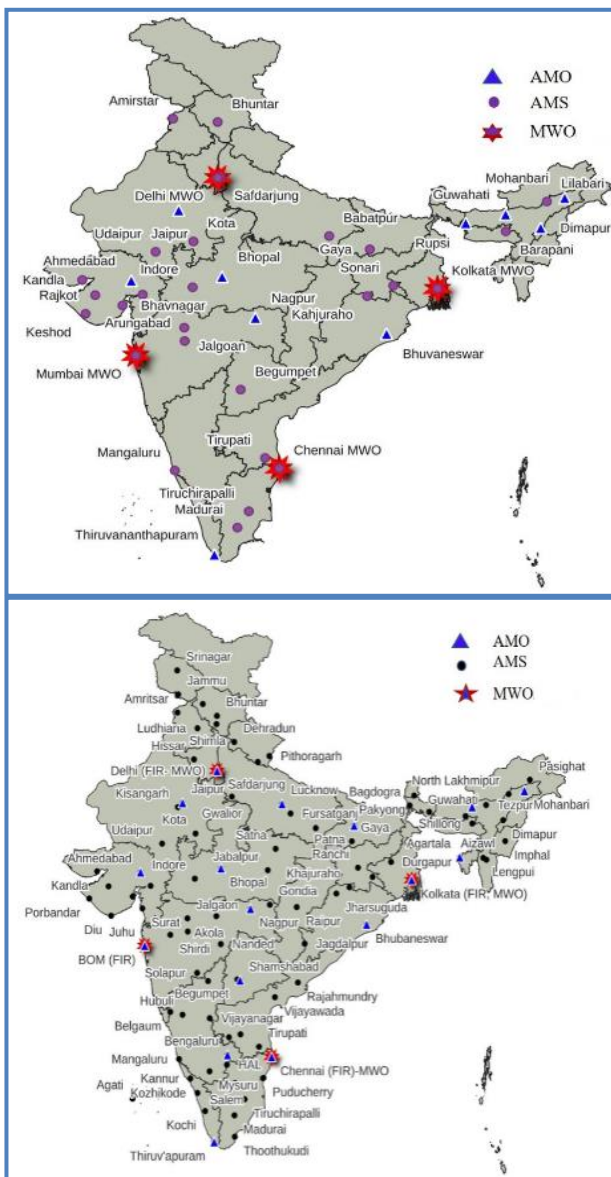 AMO
AMS
MWO
Amirstar
Bhuntar
Delhi MWO
Safdarjung
Mohanbari
Lilabari
Guwahati
Dimapur
Udaipur
Jaipur
Kota
Babatpur
Gaya
Rupsi
Barapani
Ahmedabad
Indore
Bhopal
Sonari
Kolkata MWO
Kandla
Rajkot
Bhavnagar
Nagpur
Kahjuraho
Keshod
Arungabad
Jalgoan
Bhuvaneswar
Mumbai MWO
Begumpet
Tirupati
Chennai MWO
Mangaluru
Tiruchirapalli
Madurai
Thiruvananthapuram
AMO
AMS
MWO
Srinagar
Jammu
Amritsar
Bhuntar
Ludhiana
Shimla
Dehradun
Hissar
Pithoragarh
Delhi (FIR- MWO)
Safdarjung
Lucknow
Bagdogra
North Lakhmipur
Pasighat
Kisangarh
Jaipur
Gwalior
Fursatganj
Pakyong
Guwahati
Tezpur
Mohanbari
Kota
Patna
Gaya
Shillong
Udaipur
Satna
Ranchi
Agartala
Aizawl
Dimapur
Ahmedabad
Indore
Jabalpur
Khajuraho
Durgapur
Imphal
Kandla
Bhopal
Gondia
Lengpui
Kolkata (FIR, MWO)
Porbandar
Diu
Juhu
Surat
Jalgaon
Akola
Nagpur
Raipur
Jharsuguda
Shirdi
Nanded
Jagdalpur
Bhubaneswar
BOM (FIR)
Solapur
Shamshabad
Begumpet
Rajahmundry
Hubuli
Vijayawada
Belgaum
Vijayanagar
Bengaluru
Tirupati
Mangaluru
HAL
Chennai (FIR)-MWO
Agati
Kannur
Mysuru
Puducherry
Kozhikode
Salem
Tiruchirapalli
Kochi
Madurai
Thiruv'apuram
Thoothukudi